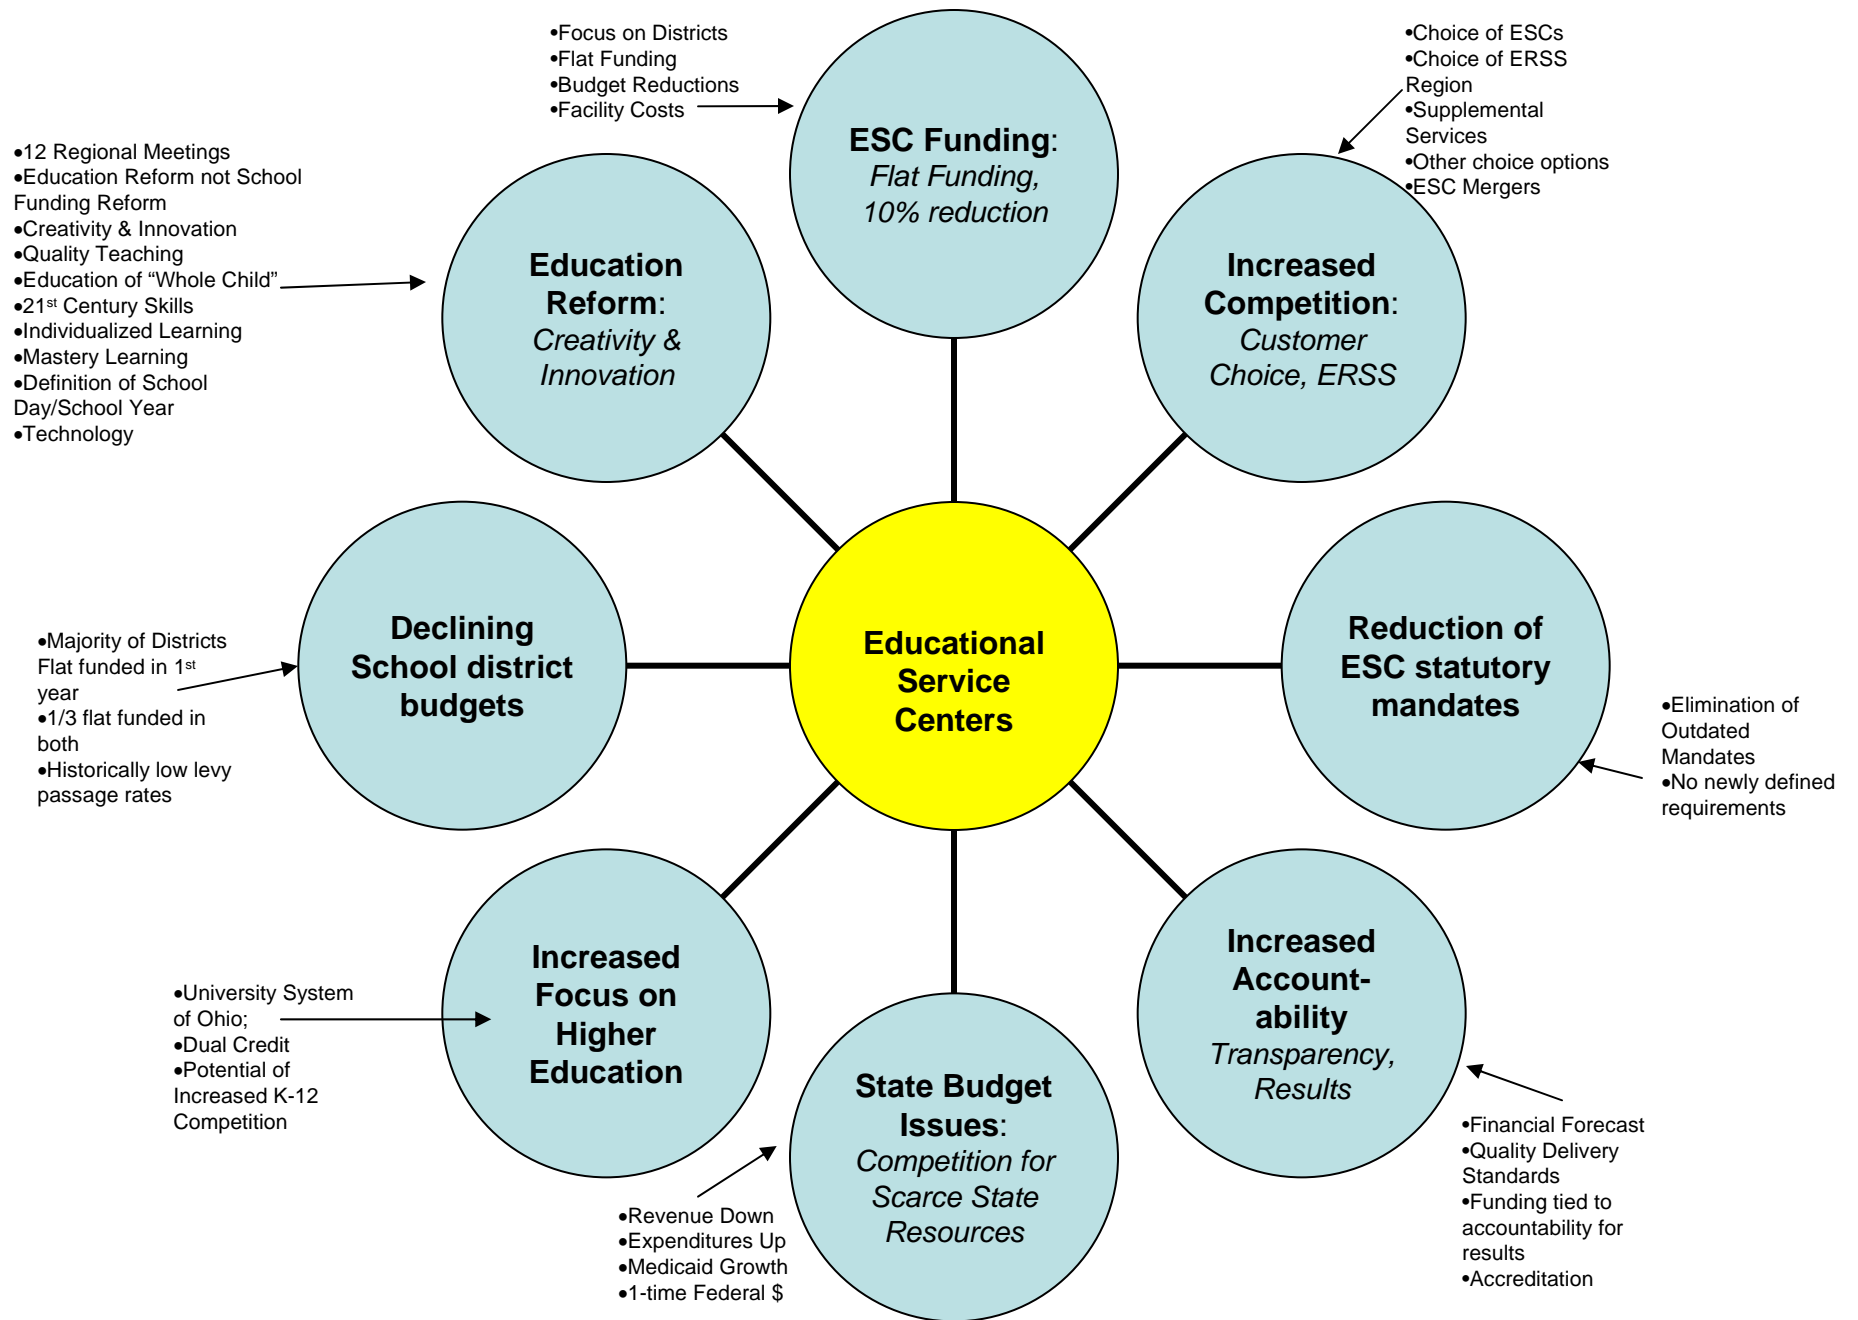 •Focus on Districts
•Flat Funding
•Budget Reductions
•Facility Costs
ESC Funding:
Flat Funding,
10% reduction
•Choice of ESCs
•Choice of ERSS
Region
•Supplemental
Services
•Other choice options
•ESC Mergers
Increased
Competition:
Customer
Choice, ERSS
•12 Regional Meetings
•Education Reform not School
Funding Reform
•Creativity & Innovation
•Quality Teaching
•Education of “Whole Child”
•21st Century Skills
•Individualized Learning
•Mastery Learning
•Definition of School
Day/School Year
•Technology
Education
Reform:
Creativity &
Innovation
•Majority of Districts
Flat funded in 1st
year
•1/3 flat funded in
both
•Historically low levy
passage rates
Declining
School district
budgets
Educational
Service
Centers
Reduction of
ESC statutory
mandates
•Elimination of
Outdated
Mandates
•No newly defined
requirements
•University System
of Ohio;
•Dual Credit
•Potential of
Increased K-12
Competition
Increased
Focus on
Higher
Education
•Revenue Down
•Expenditures Up
•Medicaid Growth
•1-time Federal $
State Budget
Issues:
Competition for
Scarce State
Resources
Increased
Account-
ability
Transparency,
Results
•Financial Forecast
•Quality Delivery
Standards
•Funding tied to
accountability for
results
•Accreditation